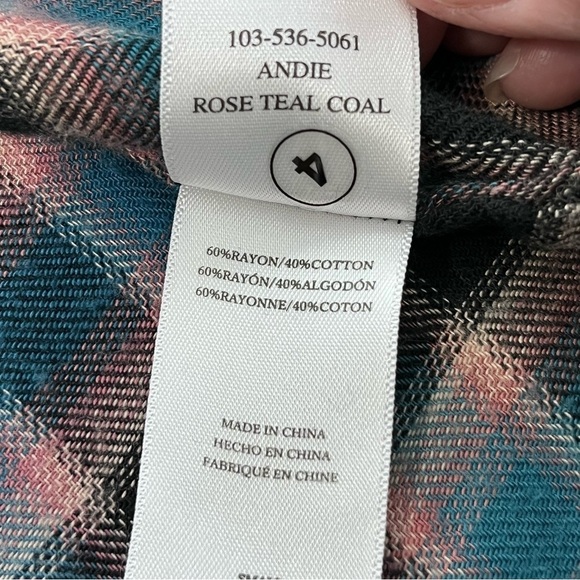 103-536-5061
ANDIE
ROSE TEAL COAL
4
60%RAYON/40%COTTON
60%RAYÓN/40%ALGODÓN
60%RAYONNE/40%COTON
MADE IN CHINA
HECHO EN CHINA
FABRIQUÉ EN CHINE